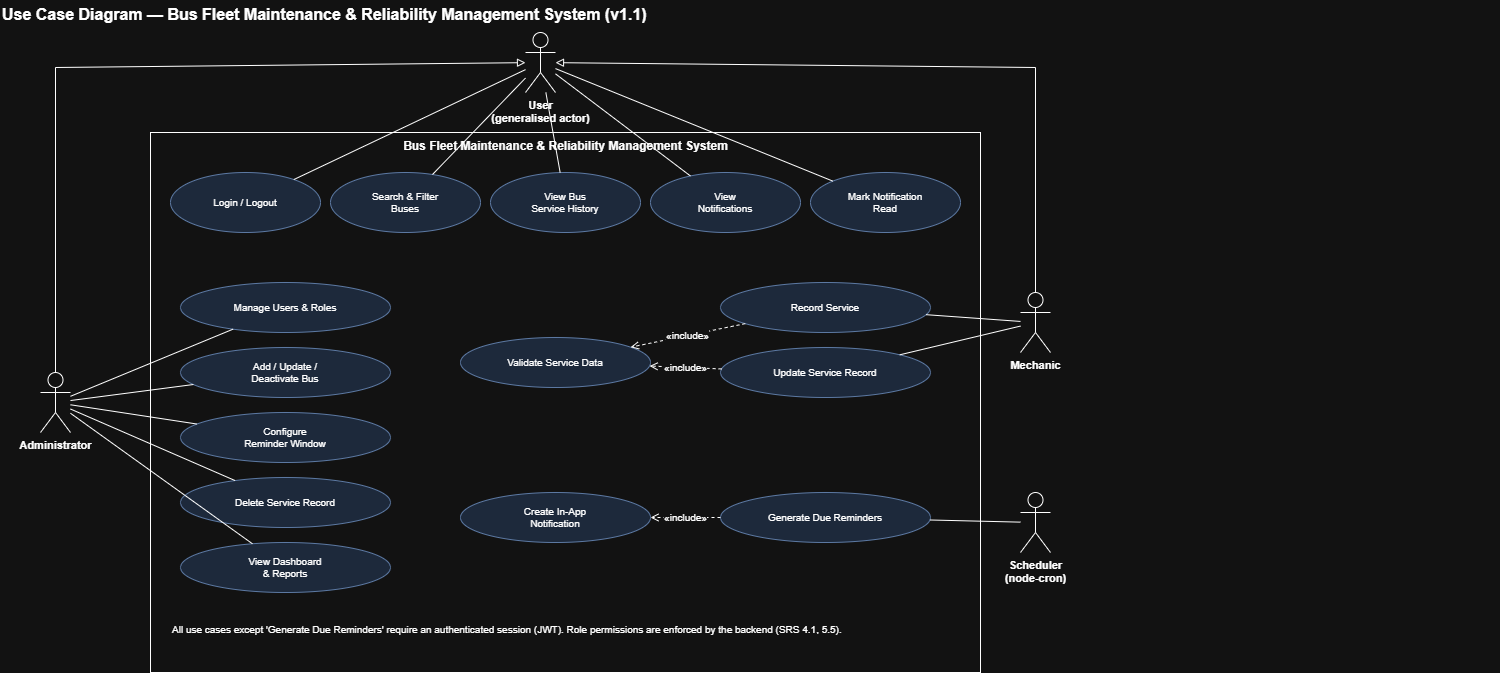 Use Case Diagram — Bus Fleet Maintenance & Reliability Management System (v1.1)
User
(generalised actor)
Bus Fleet Maintenance & Reliability Management System
Login / Logout
Search & Filter
Buses
View Bus
Service History
View
Notifications
Mark Notification
Read
Manage Users & Roles
Record Service
«include»
Validate Service Data
Mechanic
Add / Update /
Deactivate Bus
«include»
Update Service Record
Administrator
Configure
Reminder Window
Delete Service Record
Create In-App
Notification
«include»
Generate Due Reminders
View Dashboard
& Reports
Scheduler
(node-cron)
All use cases except 'Generate Due Reminders' require an authenticated session (JWT). Role permissions are enforced by the backend (SRS 4.1, 5.5).